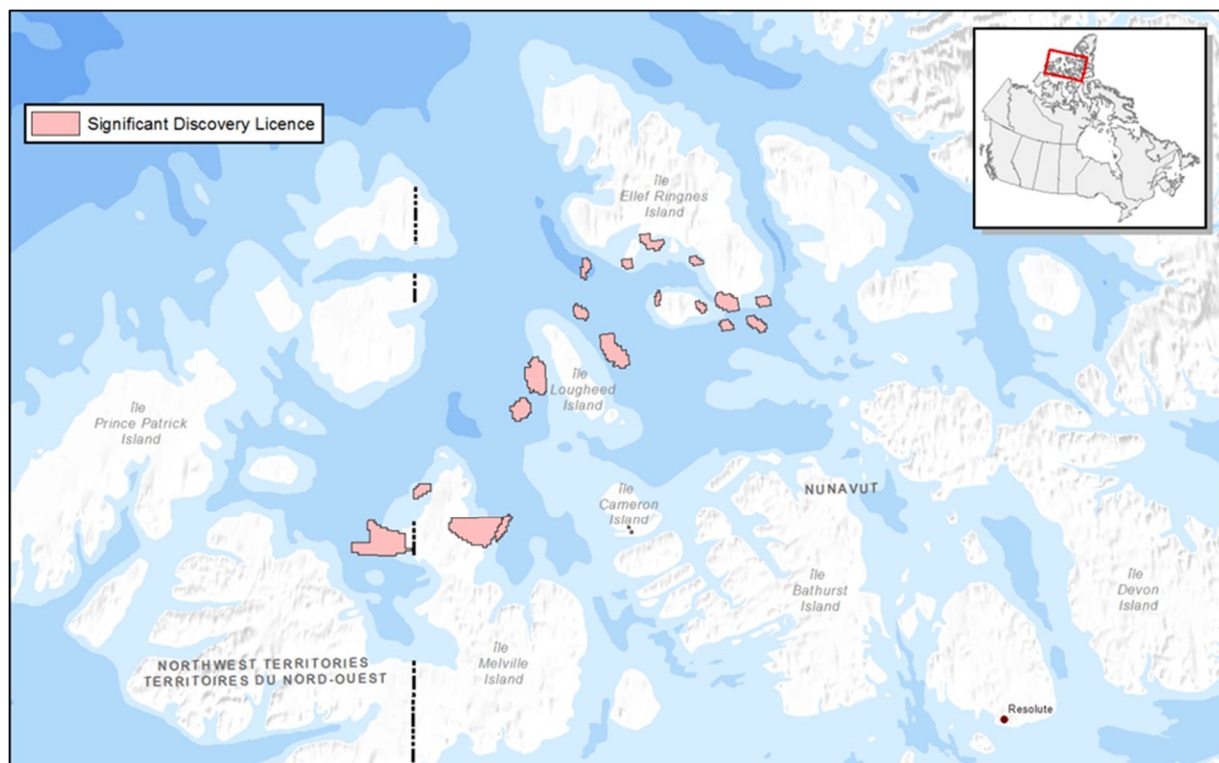 Significant Discovery Licence
île
Ellef Ringnes
Island
île
Lougheed
Island
île
Prince Patrick
Island
île
Cameron
Island
NUNAVUT
île
Bathurst
Island
île
Devon
Island
NORTHWEST TERRITORIES
TERRITOIRES DU NORD-OUEST
île
Melville
Island
Resolute